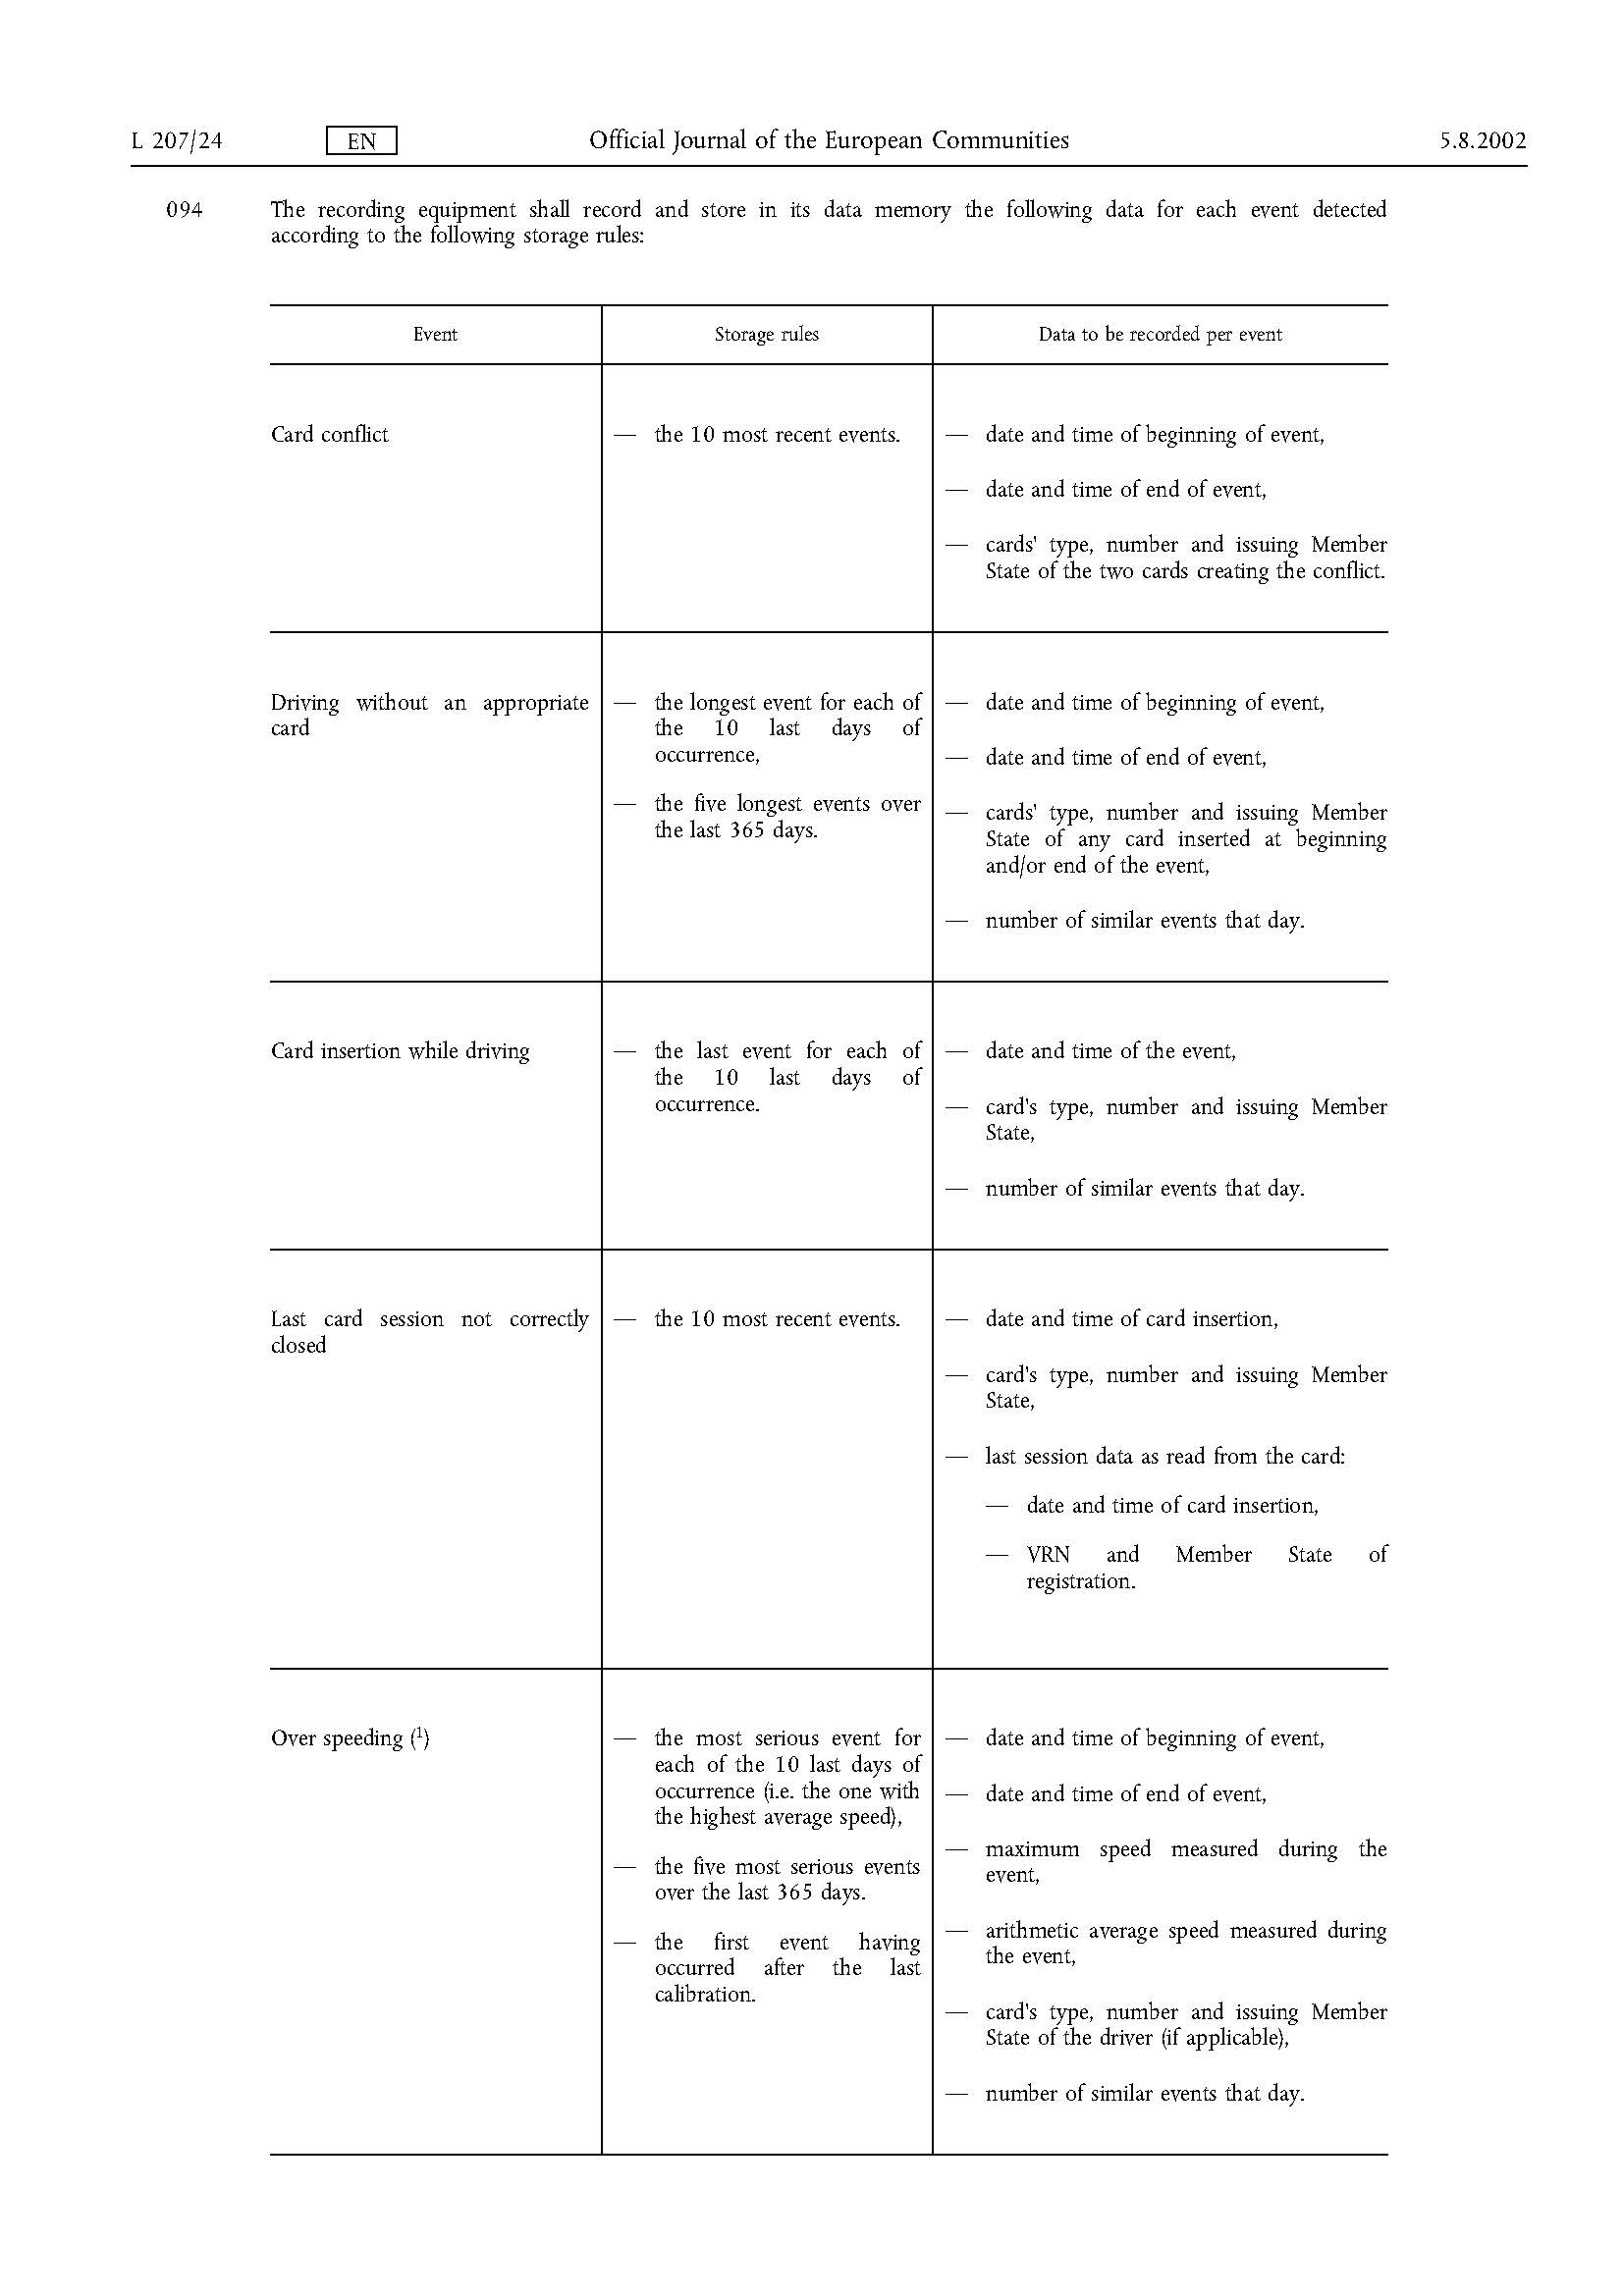 L 207/24 EN Official Journal of the European Communities 5.8.2002
094 The recording equipment shall record and store in its data memory the following data for each event detected
according to the following storage rules:
Event Storage rules Data to be recorded per event
Card conflict
— the 10 most recent events.
— date and time of beginning of event,
— date and time of end of event,
— cards' type, number and issuing Member
State of the two cards creating the conflict.
Driving without an appropriate
card
— the longest event for each of
the 10 last days of
occurrence,
— the five longest events over
the last 365 days.
— date and time of beginning of event,
— date and time of end of event,
— cards' type, number and issuing Member
State of any card inserted at beginning
and/or end of the event,
— number of similar events that day.
Card insertion while driving
— the last event for each of
the 10 last days of
occurrence.
— date and time of the event,
— card's type, number and issuing Member
State,
— number of similar events that day.
Last card session not correctly
closed
— the 10 most recent events.
— date and time of card insertion,
— card's type, number and issuing Member
State,
— last session data as read from the card:
— date and time of card insertion,
— VRN and Member State of
registration.
Over speeding (¹)
— the most serious event for
each of the 10 last days of
occurrence (i.e. the one with
the highest average speed),
— the five most serious events
over the last 365 days.
— the first event having
occurred after the last
calibration.
— date and time of beginning of event,
— date and time of end of event,
— maximum speed measured during the
event,
— arithmetic average speed measured during
the event,
— card's type, number and issuing Member
State of the driver (if applicable),
— number of similar events that day.